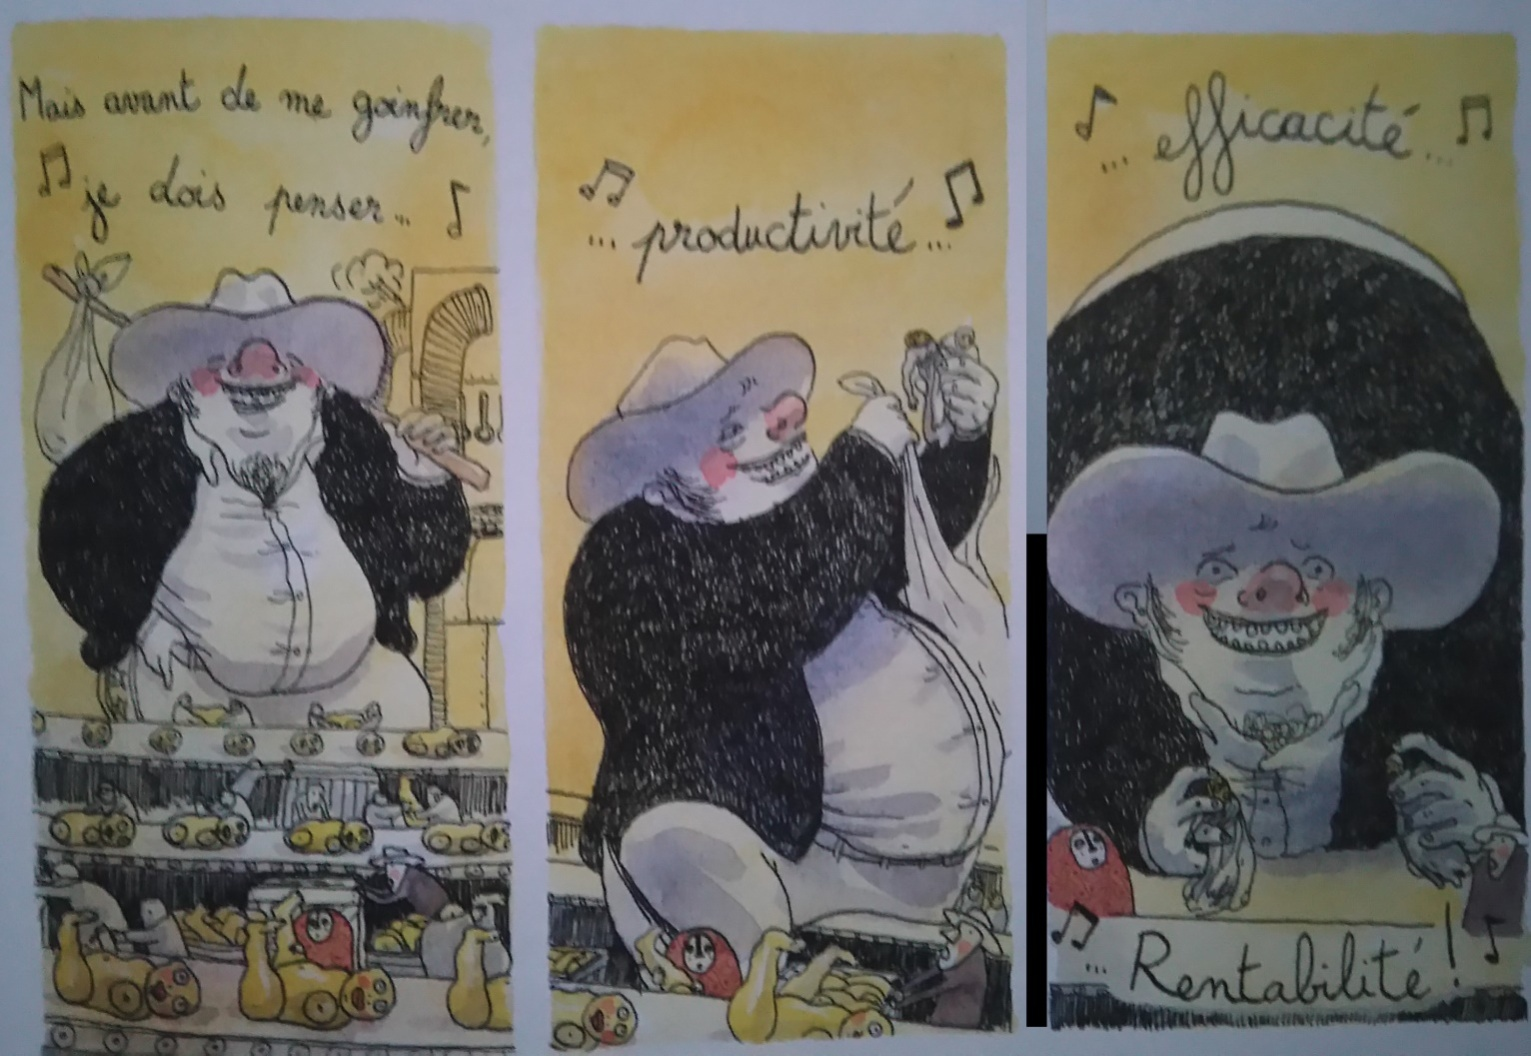 Mais avant de me goinfrer,
je dois penser...
... productivité...
... efficacité...
... Rentabilité !